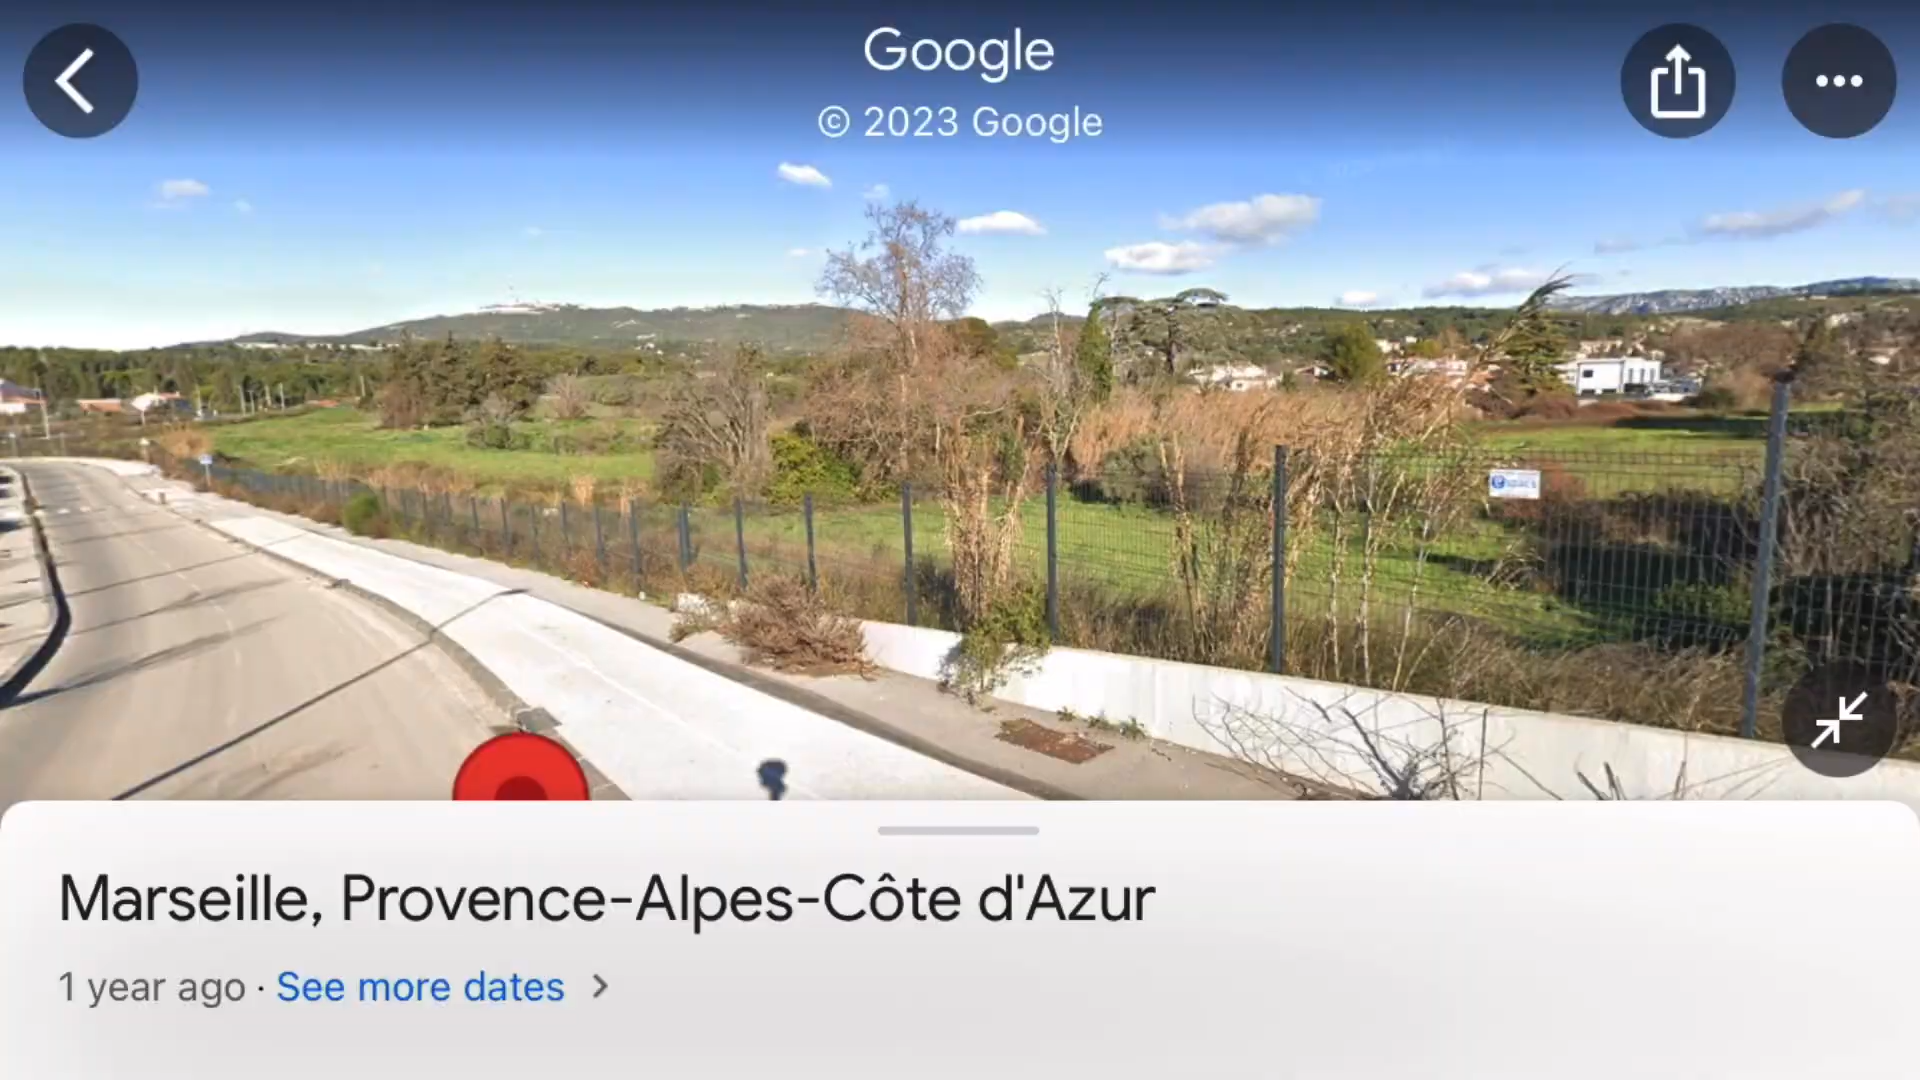 Google
© 2023 Google
Marseille, Provence-Alpes-Côte d'Azur
1 year ago · See more dates